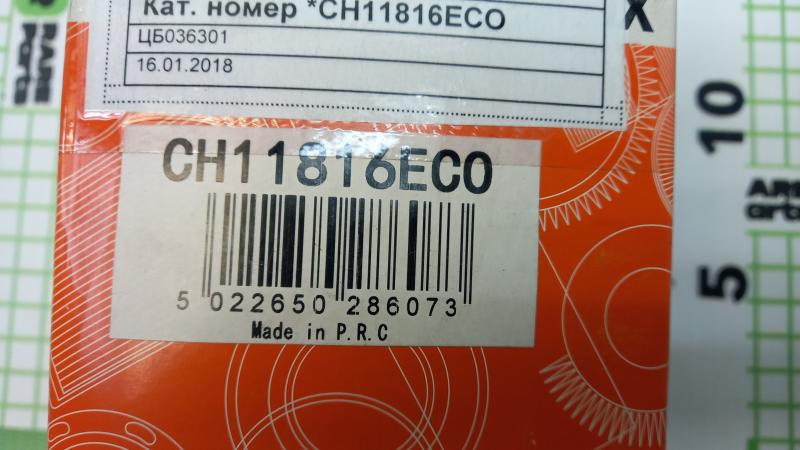 Кат. номер *CH11816ECO
ЦБ036301
16.01.2018
X
CH11816ECO
5 022650 286073
Made in P.R.C
10
5